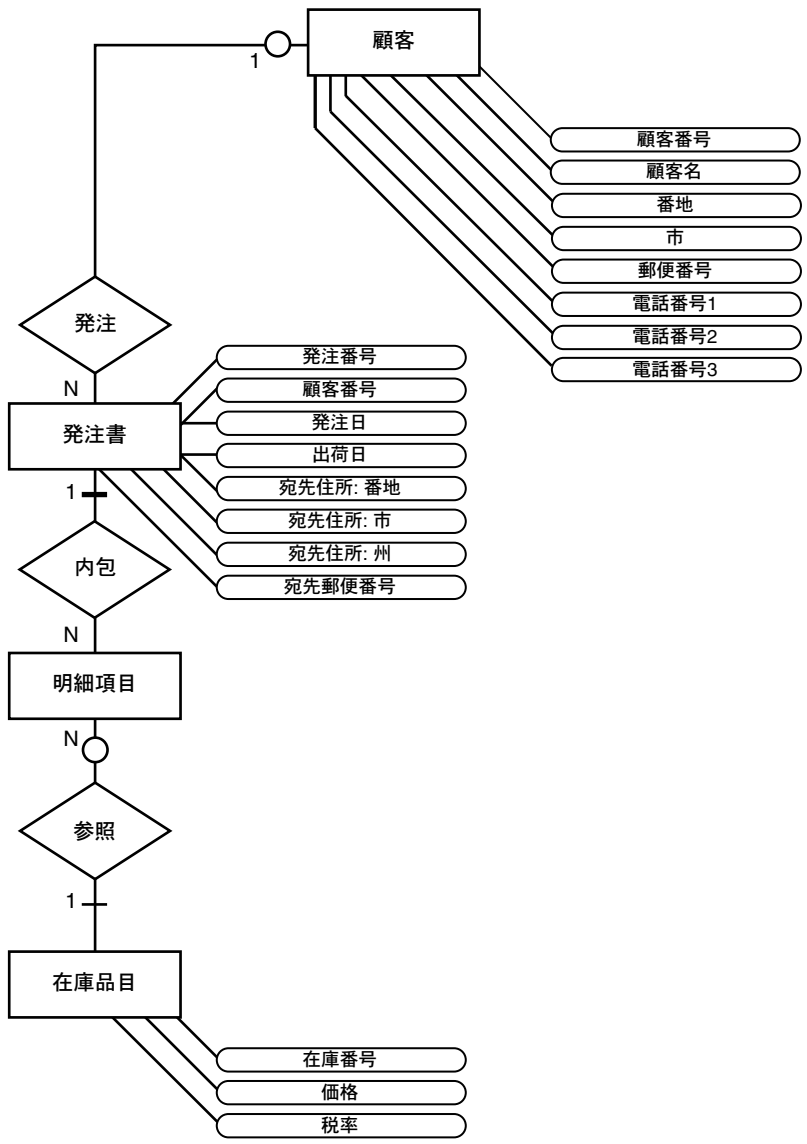 顧客
1
顧客番号
顧客名
番地
市
郵便番号
電話番号1
電話番号2
電話番号3
発注
N
発注書
発注番号
顧客番号
発注日
出荷日
宛先住所: 番地
宛先住所: 市
宛先住所: 州
宛先郵便番号
1
内包
N
明細項目
N
参照
1
在庫品目
在庫番号
価格
税率